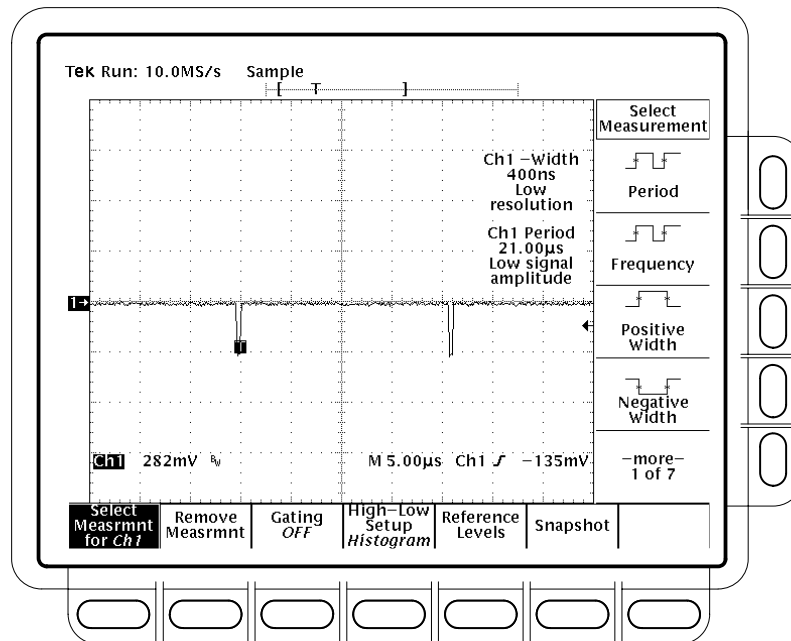 Tek Run: 10.0MS/s Sample
[ T ]
Select
Measurement
Ch1 –Width
400ns
Low
resolution
Period
Ch1 Period
21.00µs
Low signal
amplitude
Frequency
1
Positive
Width
T
Negative
Width
Ch1 282mV BW M 5.00µs Ch1 –135mV
–more–
1 of 7
Select
Measrmnt
for Ch1
Remove
Measrmnt
Gating
OFF
High–Low
Setup
Histogram
Reference
Levels
Snapshot